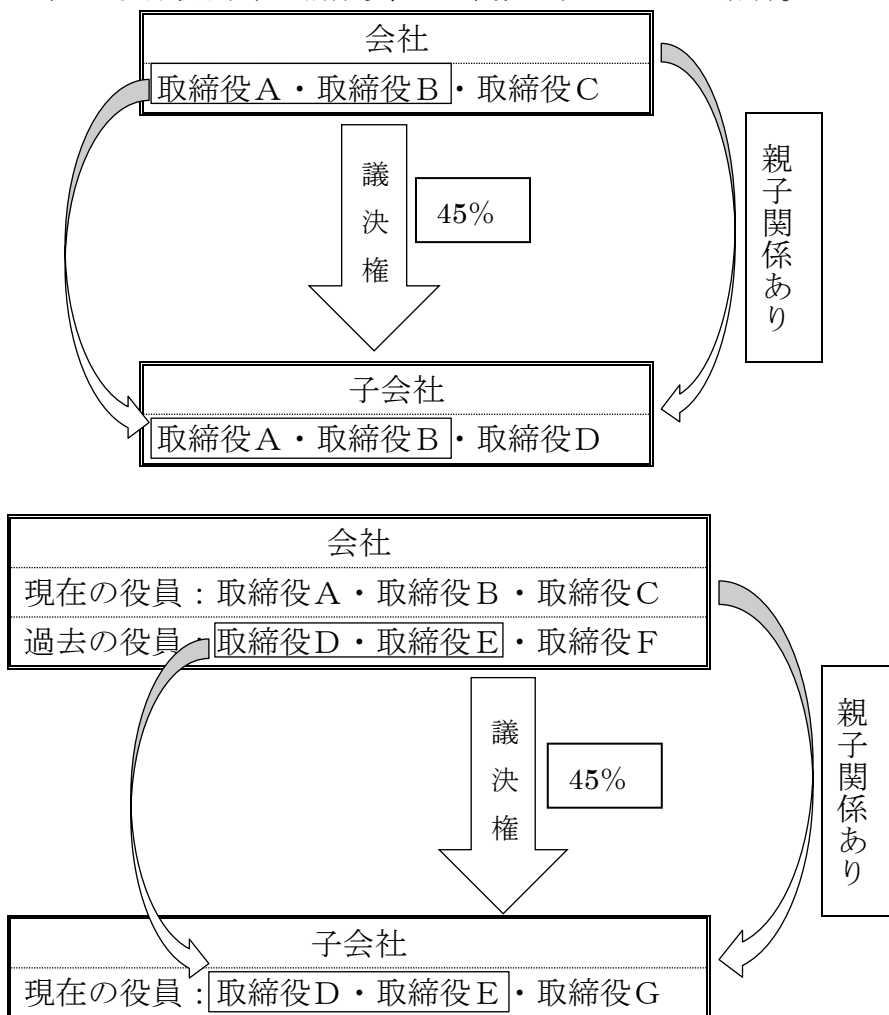 会社
取締役A・取締役B・取締役C
議決権
45%
親子関係あり
子会社
取締役A・取締役B・取締役D
会社
現在の役員：取締役A・取締役B・取締役C
過去の役員：取締役D・取締役E・取締役F
議決権
45%
親子関係あり
子会社
現在の役員：取締役D・取締役E・取締役G